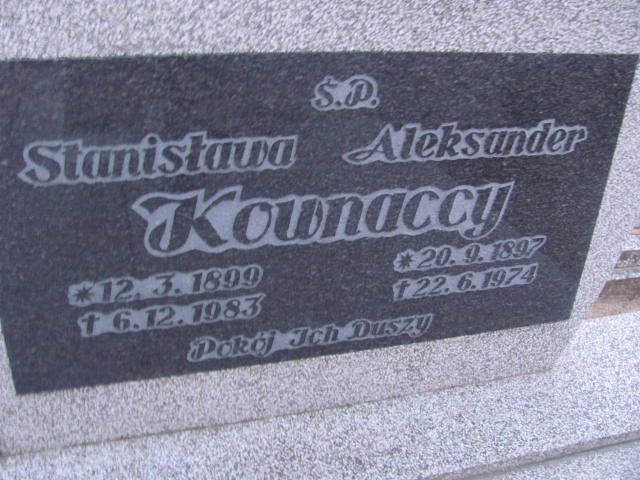 Ś.P.
Stanisława Aleksander
Kownaccy
*12.3.1899 *20.9.1897
†6.12.1983 †22.6.1974
Pokój Ich Duszy